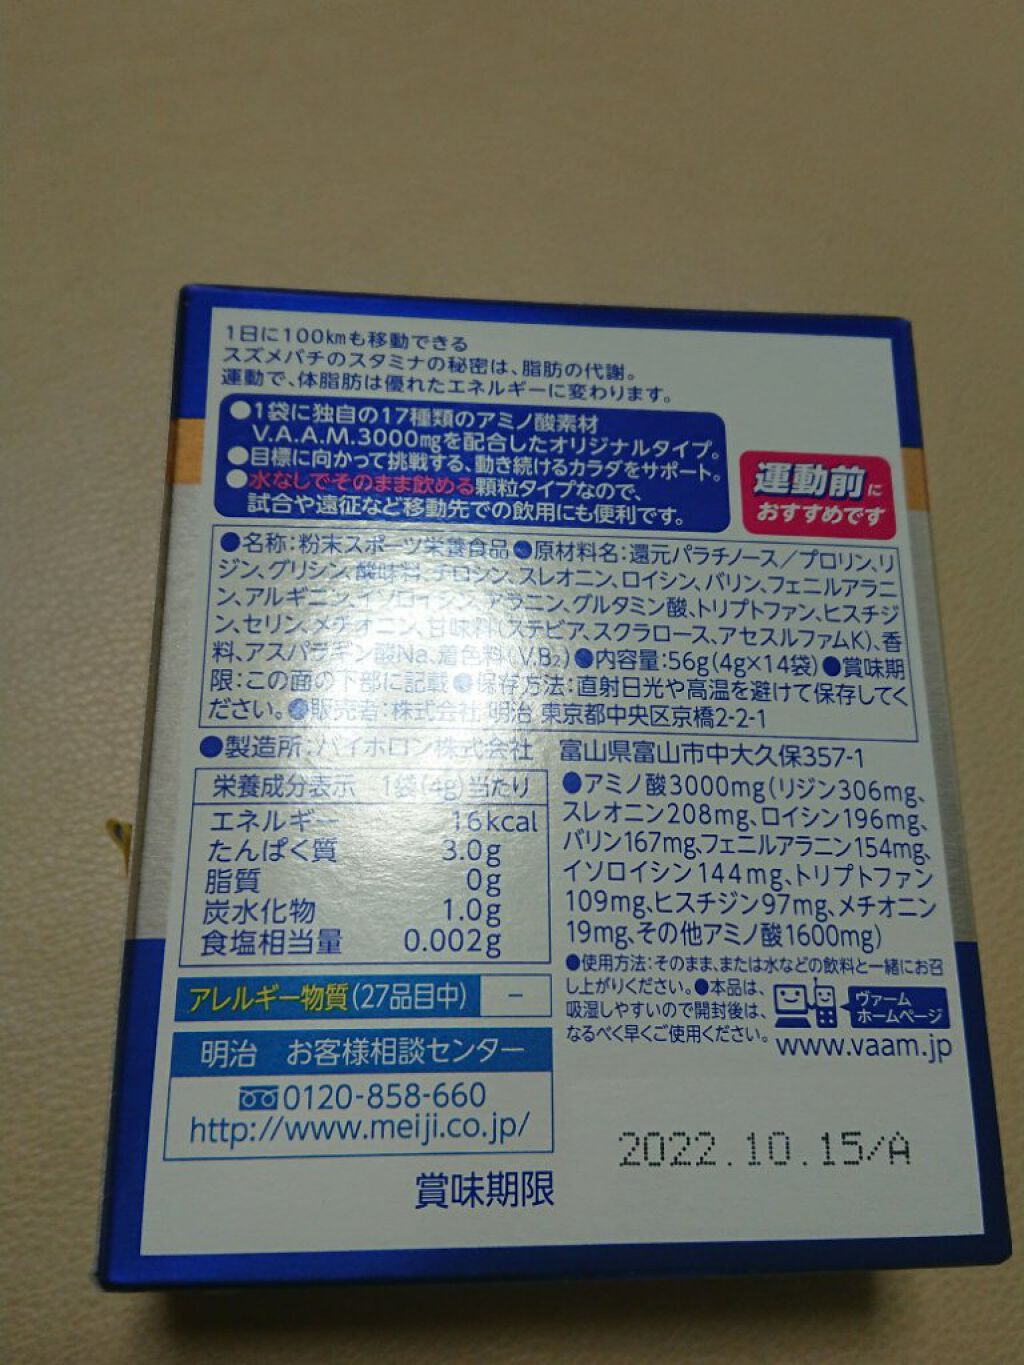 1日に100kmも移動できる
スズメバチのスタミナの秘密は、脂肪の代謝。
運動で、体脂肪は優れたエネルギーに変わります。
●1袋に独自の17種類のアミノ酸素材
V.A.A.M.3000mgを配合したオリジナルタイプ。
●目標に向かって挑戦する、動き続けるカラダをサポート。
●水なしでそのまま飲める顆粒タイプなので、
試合や遠征など移動先での飲用にも便利です。
運動前に
おすすめです
●名称:粉末スポーツ栄養食品●原材料名:還元パラチノース/プロリン、リ
ジン、グリシン、酸味料、チロシン、スレオニン、ロイシン、バリン、フェニルアラニ
ン、アルギニン、イソロイシン、アラニン、グルタミン酸、トリプトファン、ヒスチジ
ン、セリン、メチオニン、甘味料(ステビア、スクラロース、アセスルファムK)、香
料、アスパラギン酸Na、着色料(V.B₂)●内容量:56g(4g×14袋)●賞味期
限:この面の下部に記載●保存方法:直射日光や高温を避けて保存してく
ださい。●販売者:株式会社 明治 東京都中央区京橋2-2-1
●製造所:バイホロン株式会社 富山県富山市中大久保357-1
栄養成分表示 1袋(4g)当たり
エネルギー 16kcal
たんぱく質 3.0g
脂質 0g
炭水化物 1.0g
食塩相当量 0.002g
●アミノ酸3000mg(リジン306mg、
スレオニン208mg、ロイシン196mg、
バリン167mg、フェニルアラニン154mg、
イソロイシン144mg、トリプトファン
109mg、ヒスチジン97mg、メチオニン
19mg、その他アミノ酸1600mg)
●使用方法:そのまま、または水などの飲料と一緒にお召
し上がりください。●本品は、
吸湿しやすいので開封後は、
なるべく早くご使用ください。
ヴァーム
ホームページ
www.vaam.jp
アレルギー物質(27品目中) −
明治 お客様相談センター
0120-858-660
http://www.meiji.co.jp/
2022.10.15/A
賞味期限